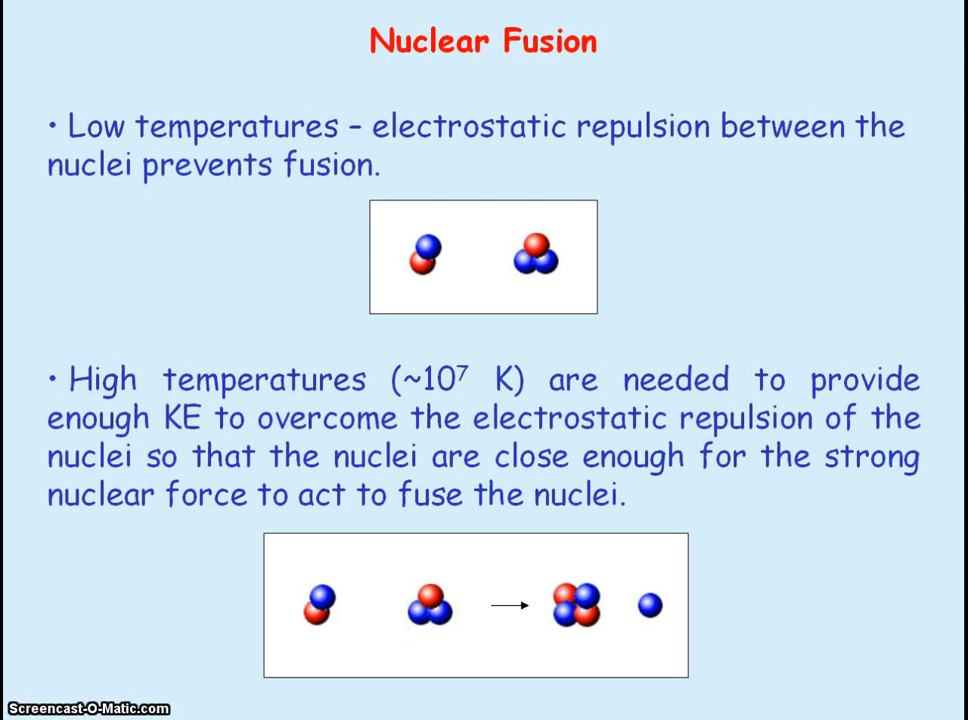 Nuclear Fusion
• Low temperatures – electrostatic repulsion between the
nuclei prevents fusion.
• High temperatures (~10⁷ K) are needed to provide
enough KE to overcome the electrostatic repulsion of the
nuclei so that the nuclei are close enough for the strong
nuclear force to act to fuse the nuclei.
Screencast-O-Matic.com